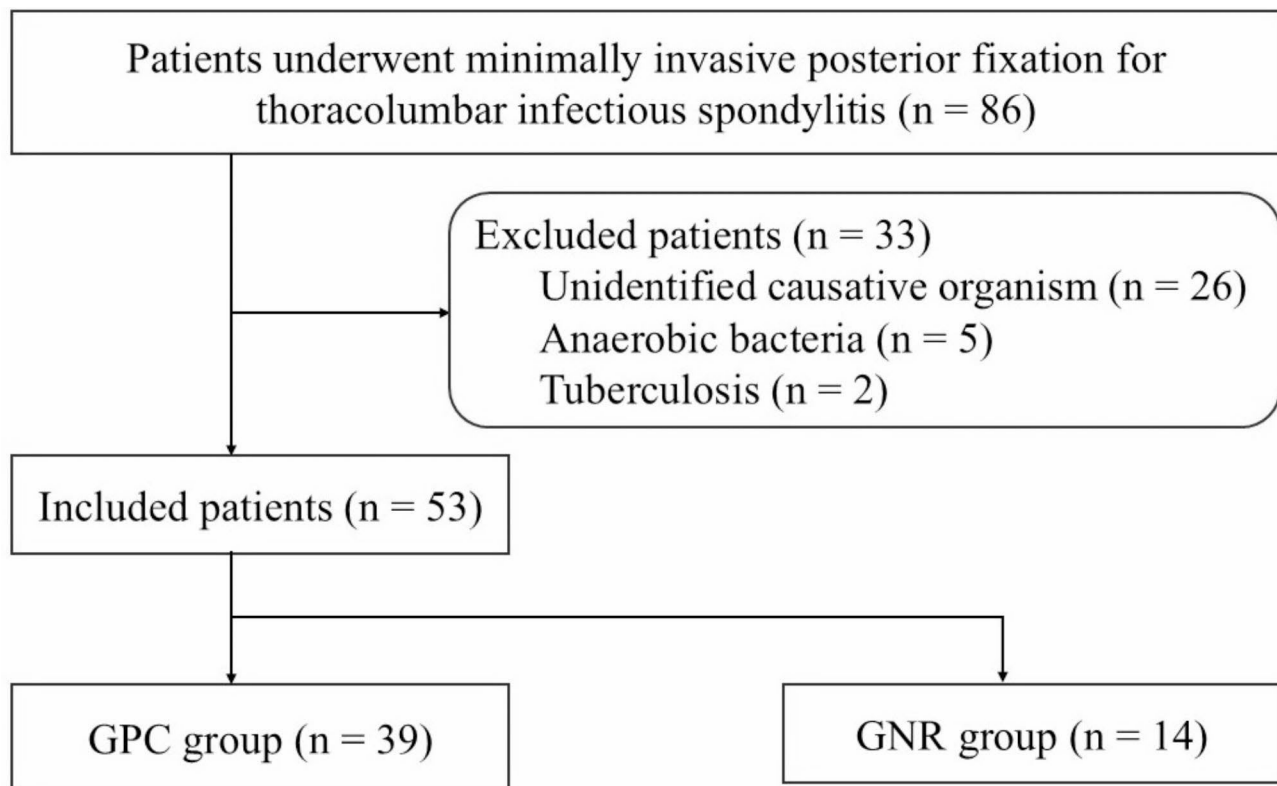 Patients underwent minimally invasive posterior fixation for
thoracolumbar infectious spondylitis (n = 86)
Excluded patients (n = 33)
Unidentified causative organism (n = 26)
Anaerobic bacteria (n = 5)
Tuberculosis (n = 2)
Included patients (n = 53)
GPC group (n = 39)
GNR group (n = 14)